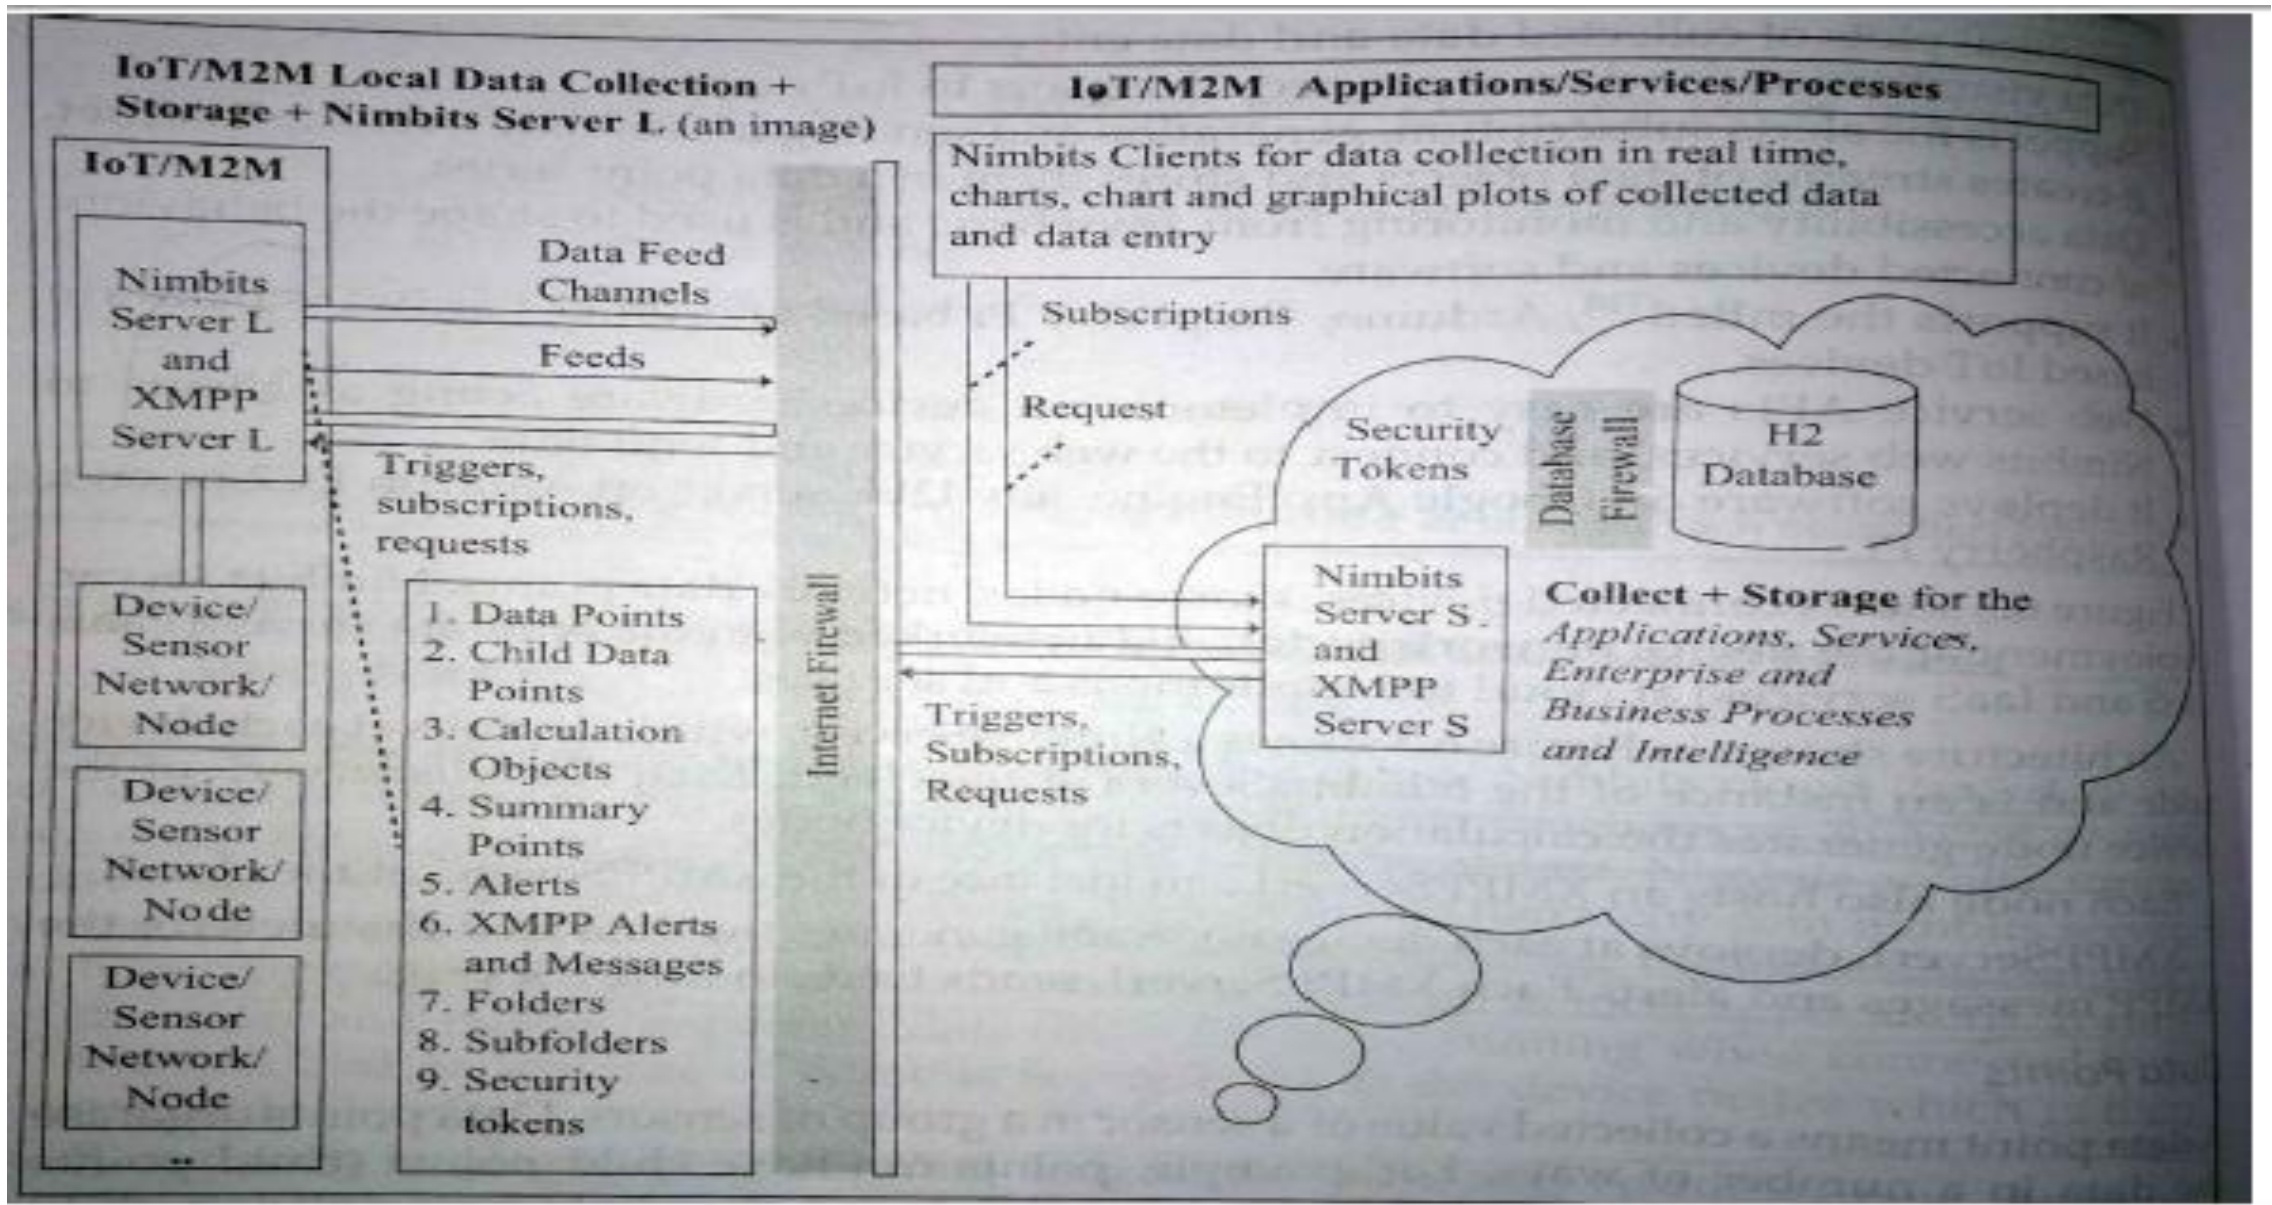 IoT/M2M Local Data Collection +
Storage + Nimbits Server L (an image)
IoT/M2M
Nimbits
Server L
and
XMPP
Server L
Device/
Sensor
Network/
Node
Device/
Sensor
Network/
Node
Device/
Sensor
Network/
Node
..
Data Feed
Channels
Feeds
Triggers,
subscriptions,
requests
1. Data Points
2. Child Data
Points
3. Calculation
Objects
4. Summary
Points
5. Alerts
6. XMPP Alerts
and Messages
7. Folders
8. Subfolders
9. Security
tokens
Internet Firewall
IoT/M2M Applications/Services/Processes
Nimbits Clients for data collection in real time,
charts, chart and graphical plots of collected data
and data entry
Subscriptions
Request
Triggers,
Subscriptions,
Requests
Security
Tokens
Database
Firewall
H2
Database
Nimbits
Server S
and
XMPP
Server S
Collect + Storage for the
Applications, Services,
Enterprise and
Business Processes
and Intelligence